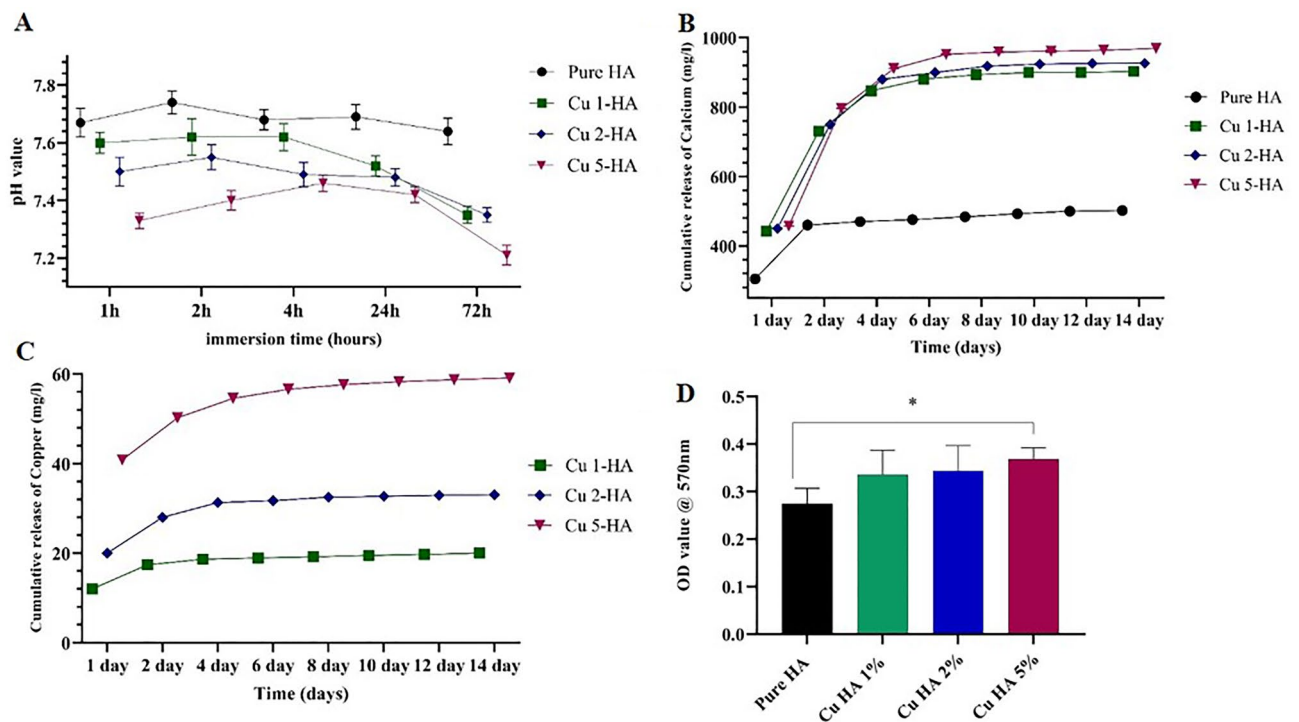 A
pH value
7.8
7.6
7.4
7.2
1h 2h 4h 24h 72h
immersion time (hours)
Pure HA
Cu 1-HA
Cu 2-HA
Cu 5-HA
B
Cumulative release of Calcium (mg/l)
1000
800
600
400
1 day 2 day 4 day 6 day 8 day 10 day 12 day 14 day
Time (days)
Pure HA
Cu 1-HA
Cu 2-HA
Cu 5-HA
C
Cumulative release of Copper (mg/l)
60
40
20
0
1 day 2 day 4 day 6 day 8 day 10 day 12 day 14 day
Time (days)
Cu 1-HA
Cu 2-HA
Cu 5-HA
D
OD value @ 570nm
0.5
0.4
0.3
0.2
0.1
0.0
*
Pure HA
Cu HA 1%
Cu HA 2%
Cu HA 5%